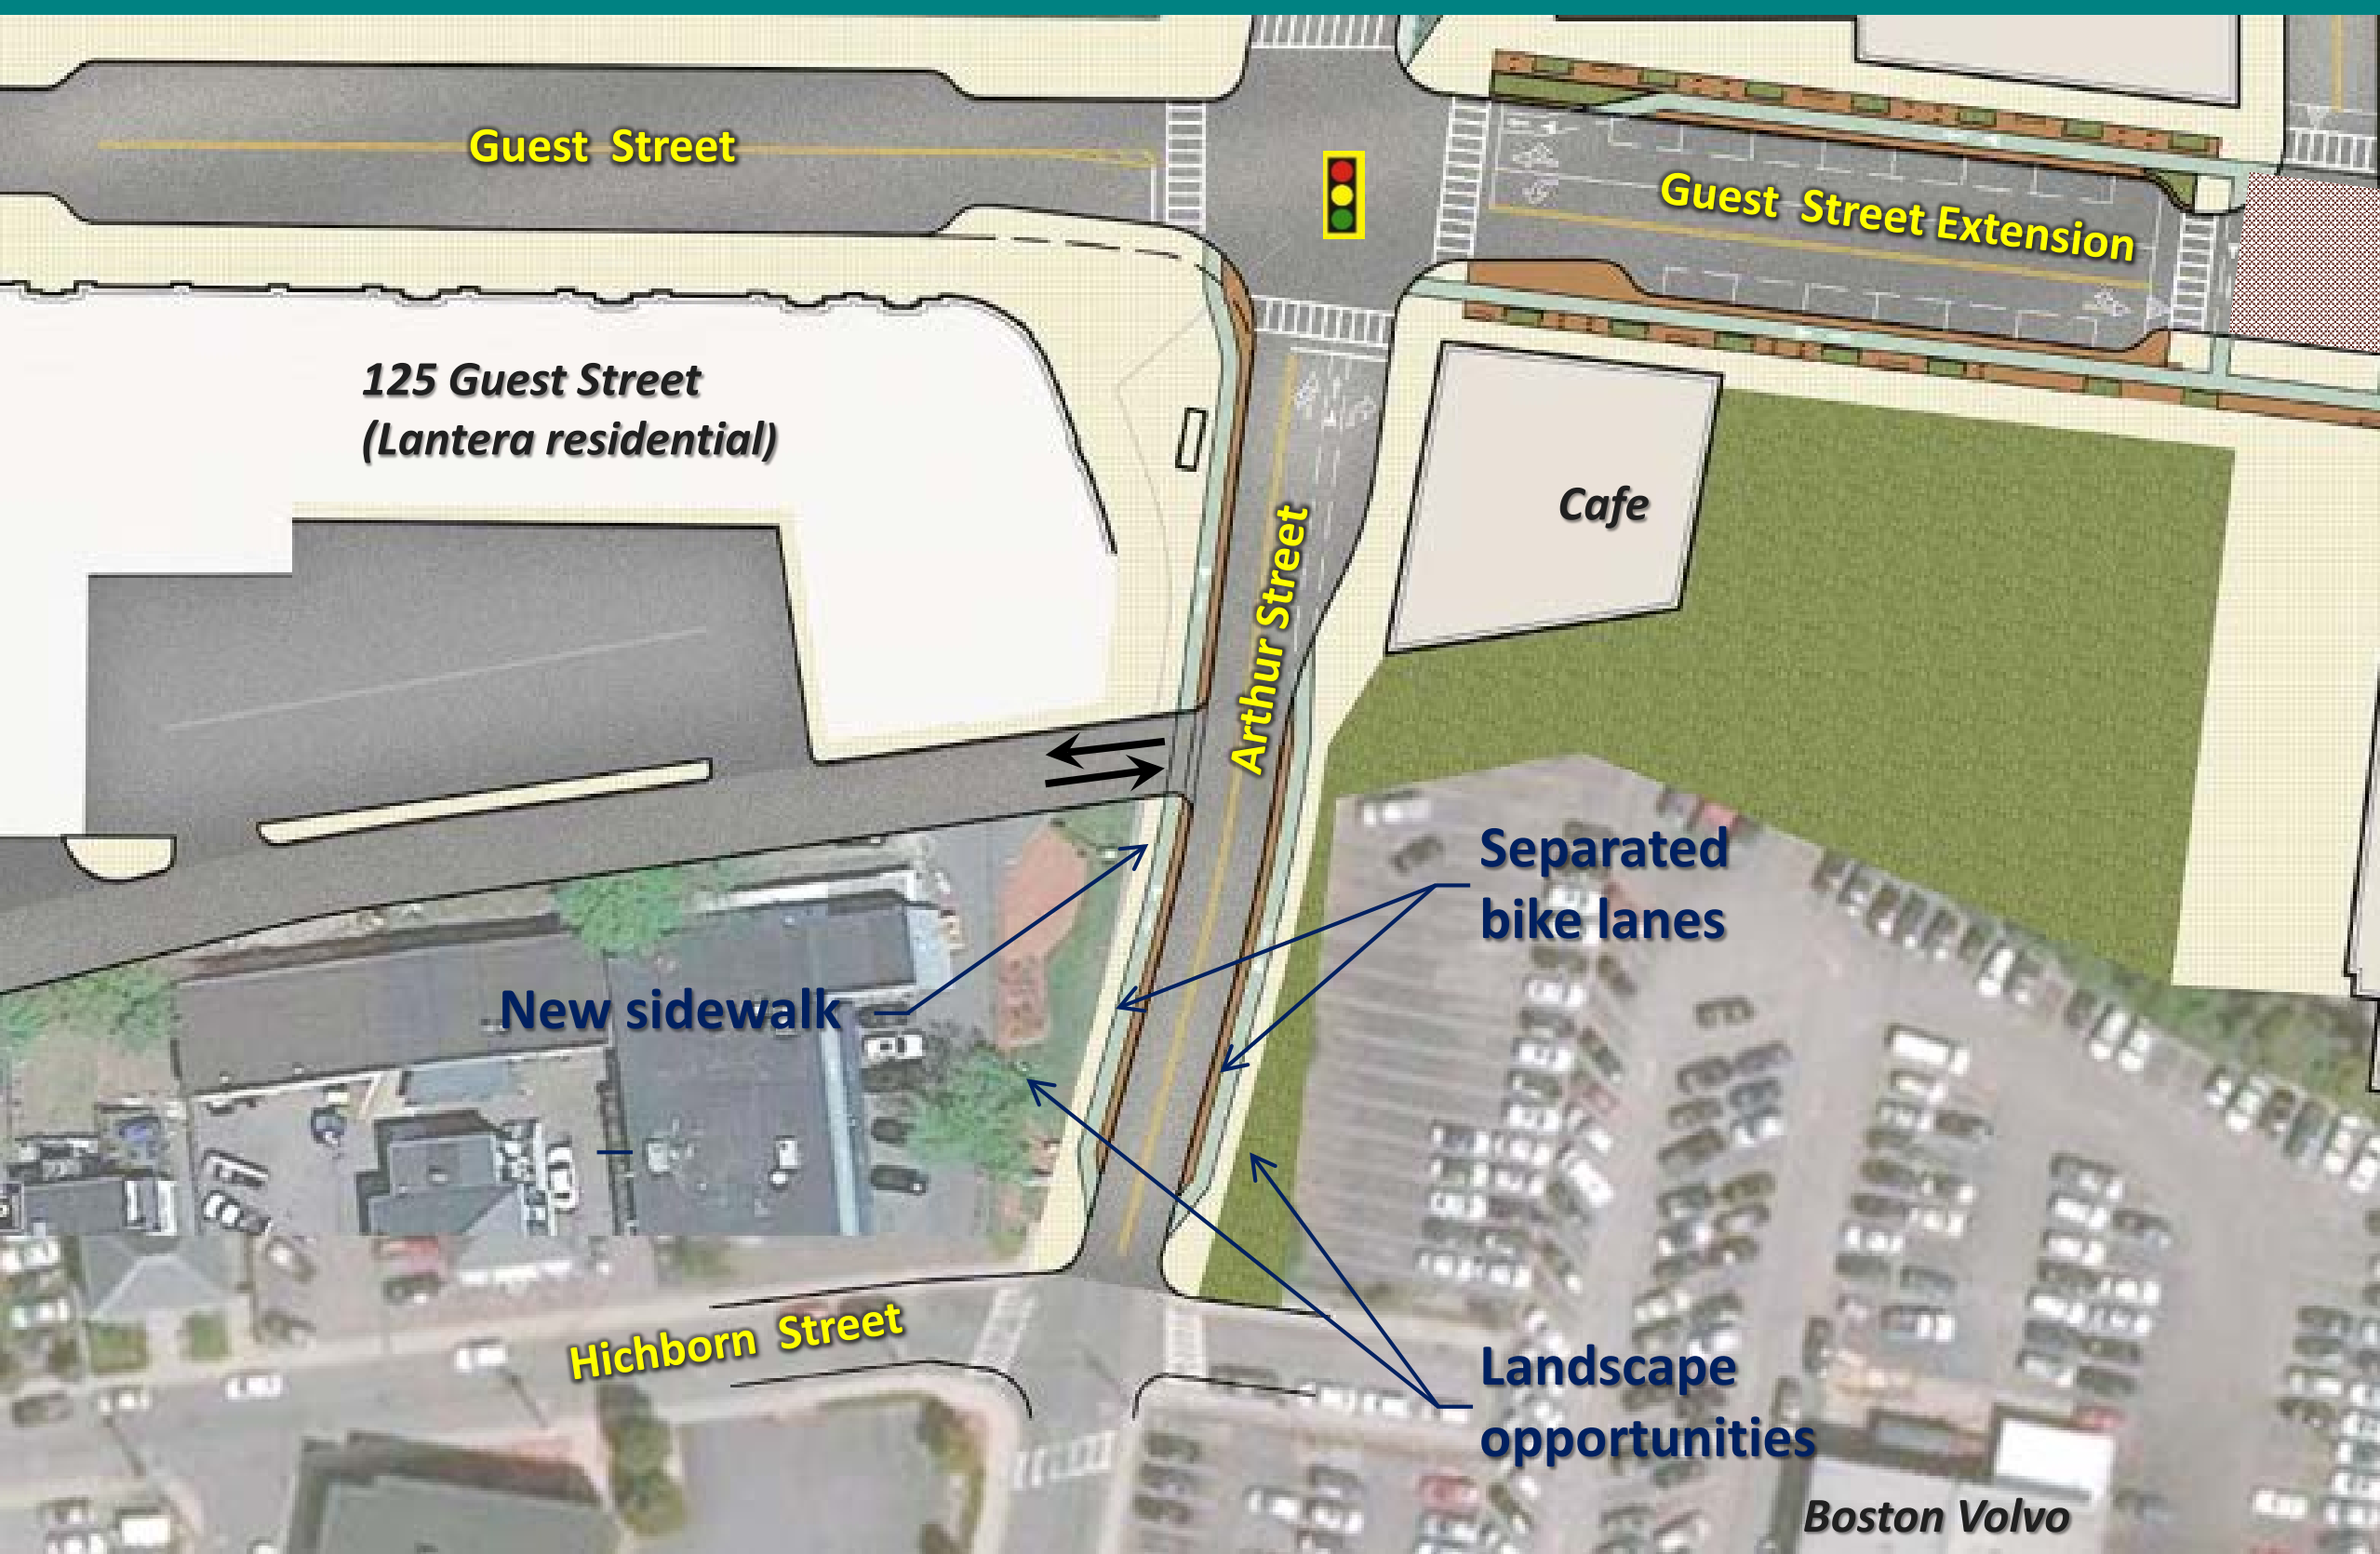 Guest Street
Guest Street Extension
125 Guest Street
(Lantera residential)
Cafe
Arthur Street
Separated
bike lanes
New sidewalk
Hichborn Street
Landscape
opportunities
Boston Volvo